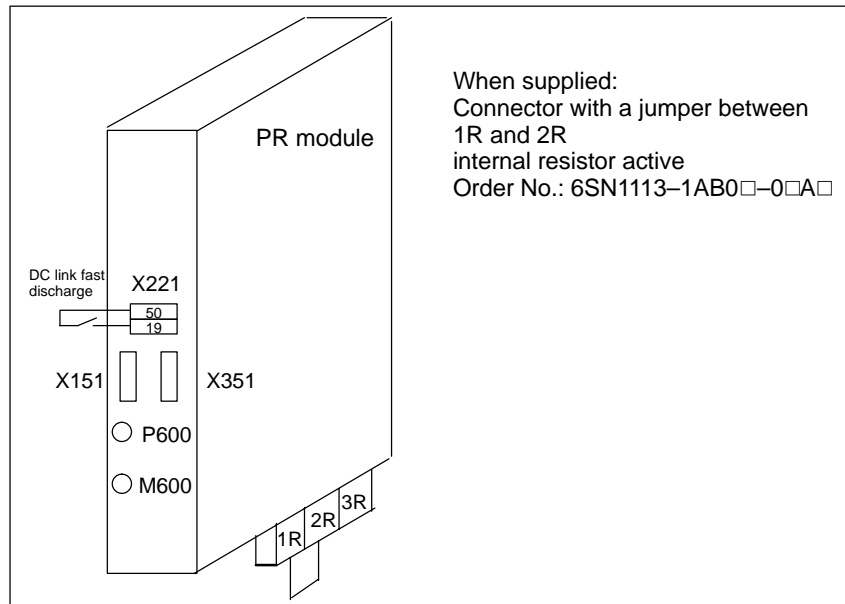 When supplied:
Connector with a jumper between
1R and 2R
internal resistor active
Order No.: 6SN1113–1AB0□–0□A□
PR module
DC link fast
discharge
X221
50
19
X151
X351
P600
M600
1R
2R
3R